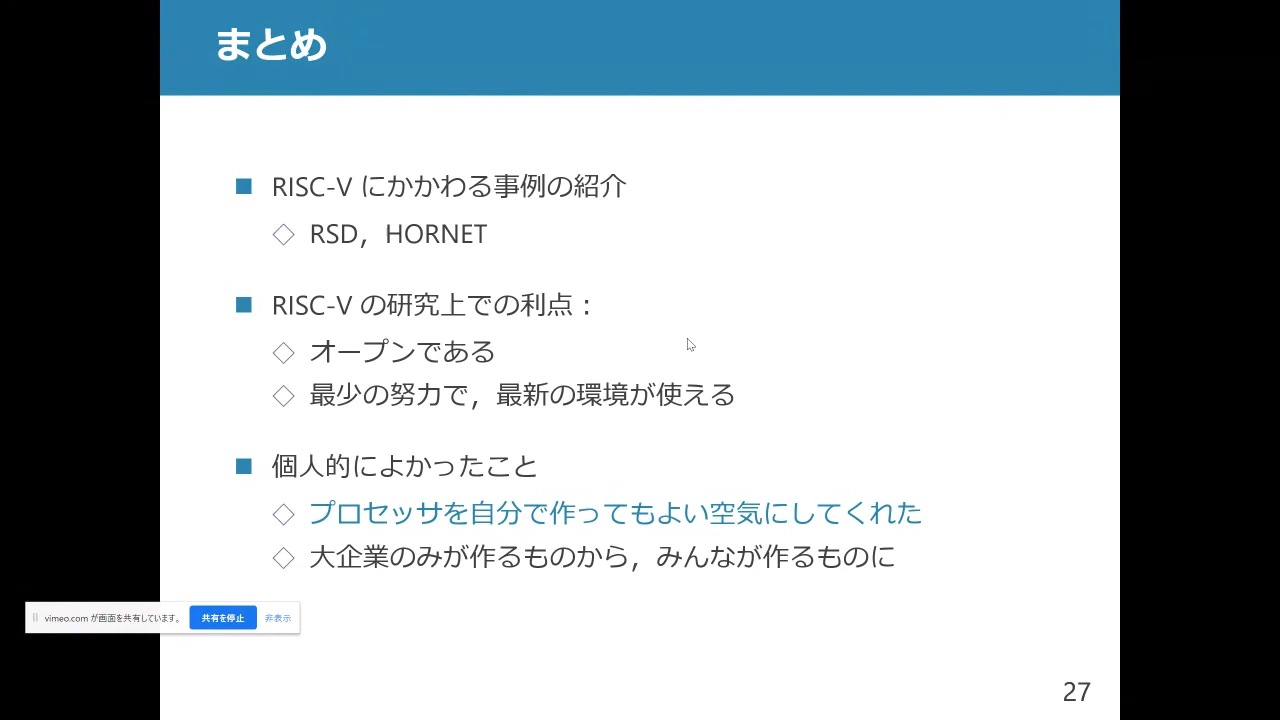 まとめ
RISC-V にかかわる事例の紹介
RSD，HORNET
RISC-V の研究上での利点：
オープンである
最少の努力で，最新の環境が使える
個人的によかったこと
プロセッサを自分で作ってもよい空気にしてくれた
大企業のみが作るものから，みんなが作るものに
vimeo.com が画面を共有しています。 共有を停止 非表示
27